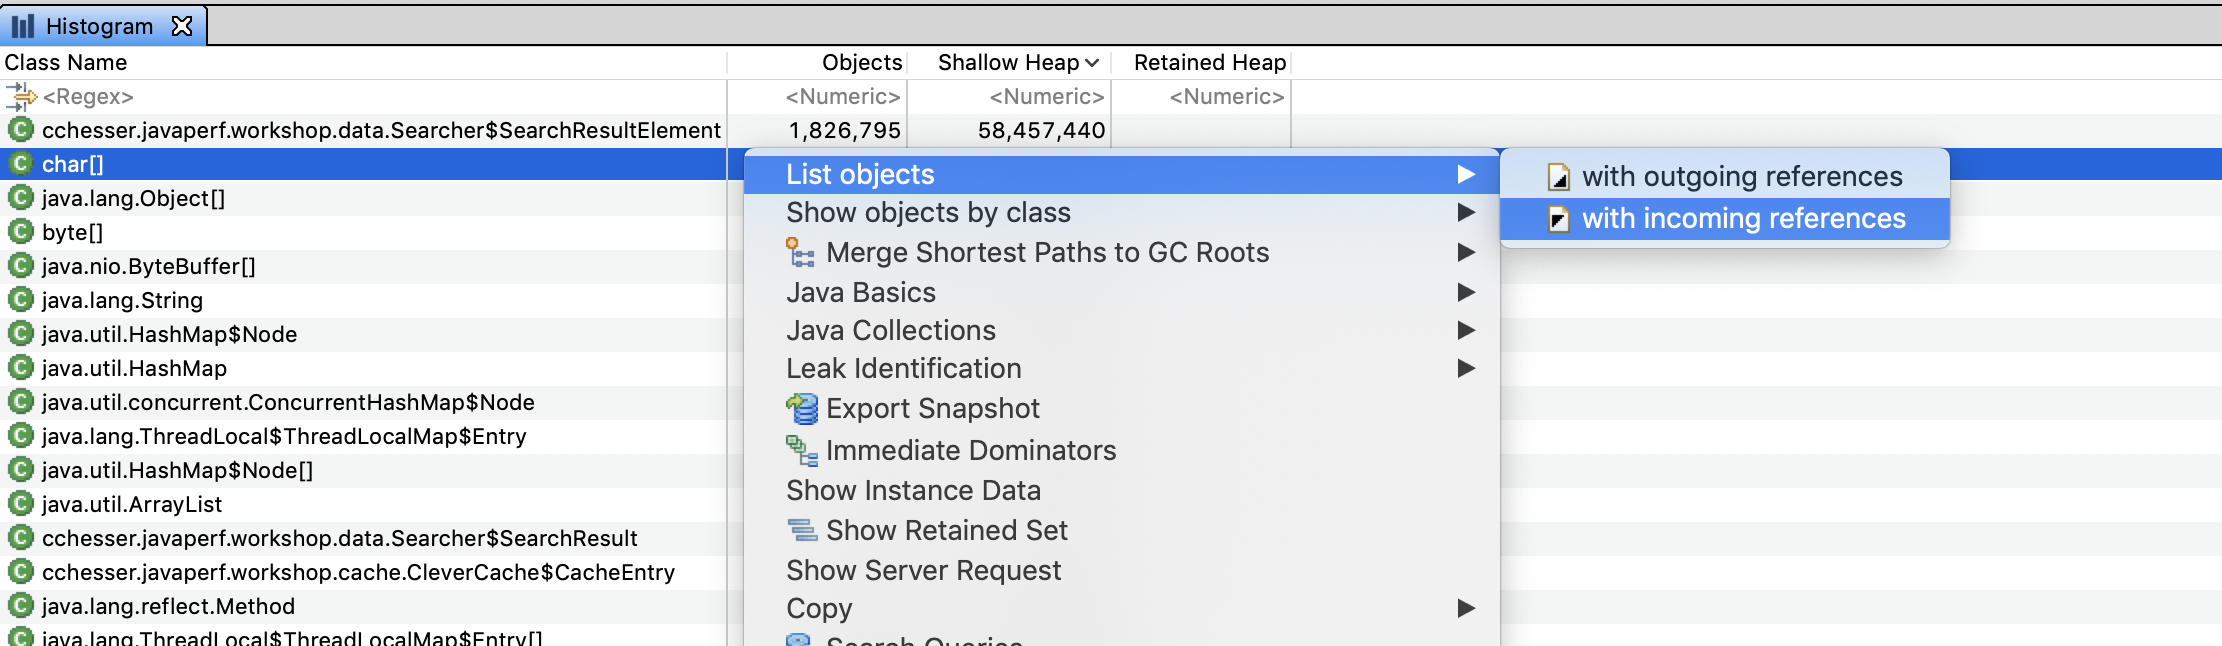 Histogram
Class Name Objects Shallow Heap Retained Heap
<Regex> <Numeric> <Numeric> <Numeric>
cchesser.javaperf.workshop.data.Searcher$SearchResultElement 1,826,795 58,457,440
char[]
java.lang.Object[]
byte[]
java.nio.ByteBuffer[]
java.lang.String
java.util.HashMap$Node
java.util.HashMap
java.util.concurrent.ConcurrentHashMap$Node
java.lang.ThreadLocal$ThreadLocalMap$Entry
java.util.HashMap$Node[]
java.util.ArrayList
cchesser.javaperf.workshop.data.Searcher$SearchResult
cchesser.javaperf.workshop.cache.CleverCache$CacheEntry
java.lang.reflect.Method
java.lang.ThreadLocal$ThreadLocalMap$Entry[]
List objects
Show objects by class
Merge Shortest Paths to GC Roots
Java Basics
Java Collections
Leak Identification
Export Snapshot
Immediate Dominators
Show Instance Data
Show Retained Set
Show Server Request
Copy
Search Queries
with outgoing references
with incoming references